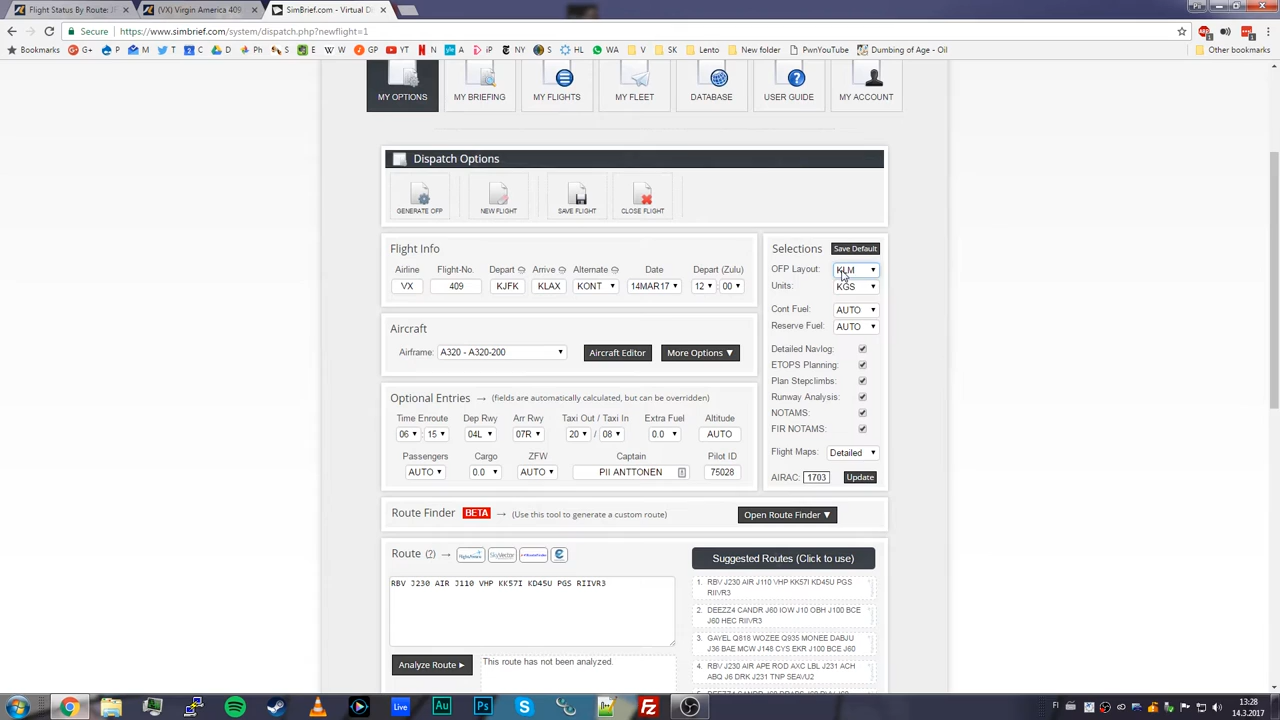 Flight Status By Route: /
(VX) Virgin America 409
SimBrief.com - Virtual D
Secure
https://www.simbrief.com/system/dispatch.php?newflight=1
Bookmarks G+ P M T W GP YT N A iP NY HL WA V SK Lento New folder PwnYouTube Dumbing of Age - Oil Other bookmarks
MY OPTIONS MY BRIEFING MY FLIGHTS MY FLEET DATABASE USER GUIDE MY ACCOUNT
Dispatch Options
GENERATE OFP NEW FLIGHT SAVE FLIGHT CLOSE FLIGHT
Flight Info
Airline Flight-No. Depart Arrive Alternate Date Depart (Zulu)
VX 409 KJFK KLAX KONT 14MAR17 12 : 00
Aircraft
Airframe: A320 - A320-200 Aircraft Editor More Options ▼
Optional Entries → (fields are automatically calculated, but can be overridden)
Time Enroute Dep Rwy Arr Rwy Taxi Out / Taxi In Extra Fuel Altitude
06 : 15 04L 07R 20 / 08 0.0 AUTO
Passengers Cargo ZFW Captain Pilot ID
AUTO 0.0 AUTO PII ANTTONEN 75028
Selections Save Default
OFP Layout: KLM
Units: KGS
Cont Fuel: AUTO
Reserve Fuel: AUTO
Detailed Navlog:
ETOPS Planning:
Plan Stepclimbs:
Runway Analysis:
NOTAMS:
FIR NOTAMS:
Flight Maps: Detailed
AIRAC: 1703 Update
Route Finder BETA → (Use this tool to generate a custom route) Open Route Finder ▼
Route (?) →
SkyVector
RBV J230 AIR J110 VHP KK57I KD45U PGS RIIVR3
Analyze Route ▶ This route has not been analyzed.
Suggested Routes (Click to use)
1. RBV J230 AIR J110 VHP KK57I KD45U PGS
RIIVR3
2. DEEZZ4 CANDR J60 IOW J10 OBH J100 BCE
J60 HEC RIIVR3
3. GAYEL Q818 WOZEE Q935 MONEE DABJU
J36 BAE MCW J148 CYS EKR J100 BCE J60
4. RBV J230 AIR APE ROD AXC LBL J231 ACH
ABQ J6 DRK J231 TNP SEAVU2
Live Au Ps
FI
13:28
14.3.2017